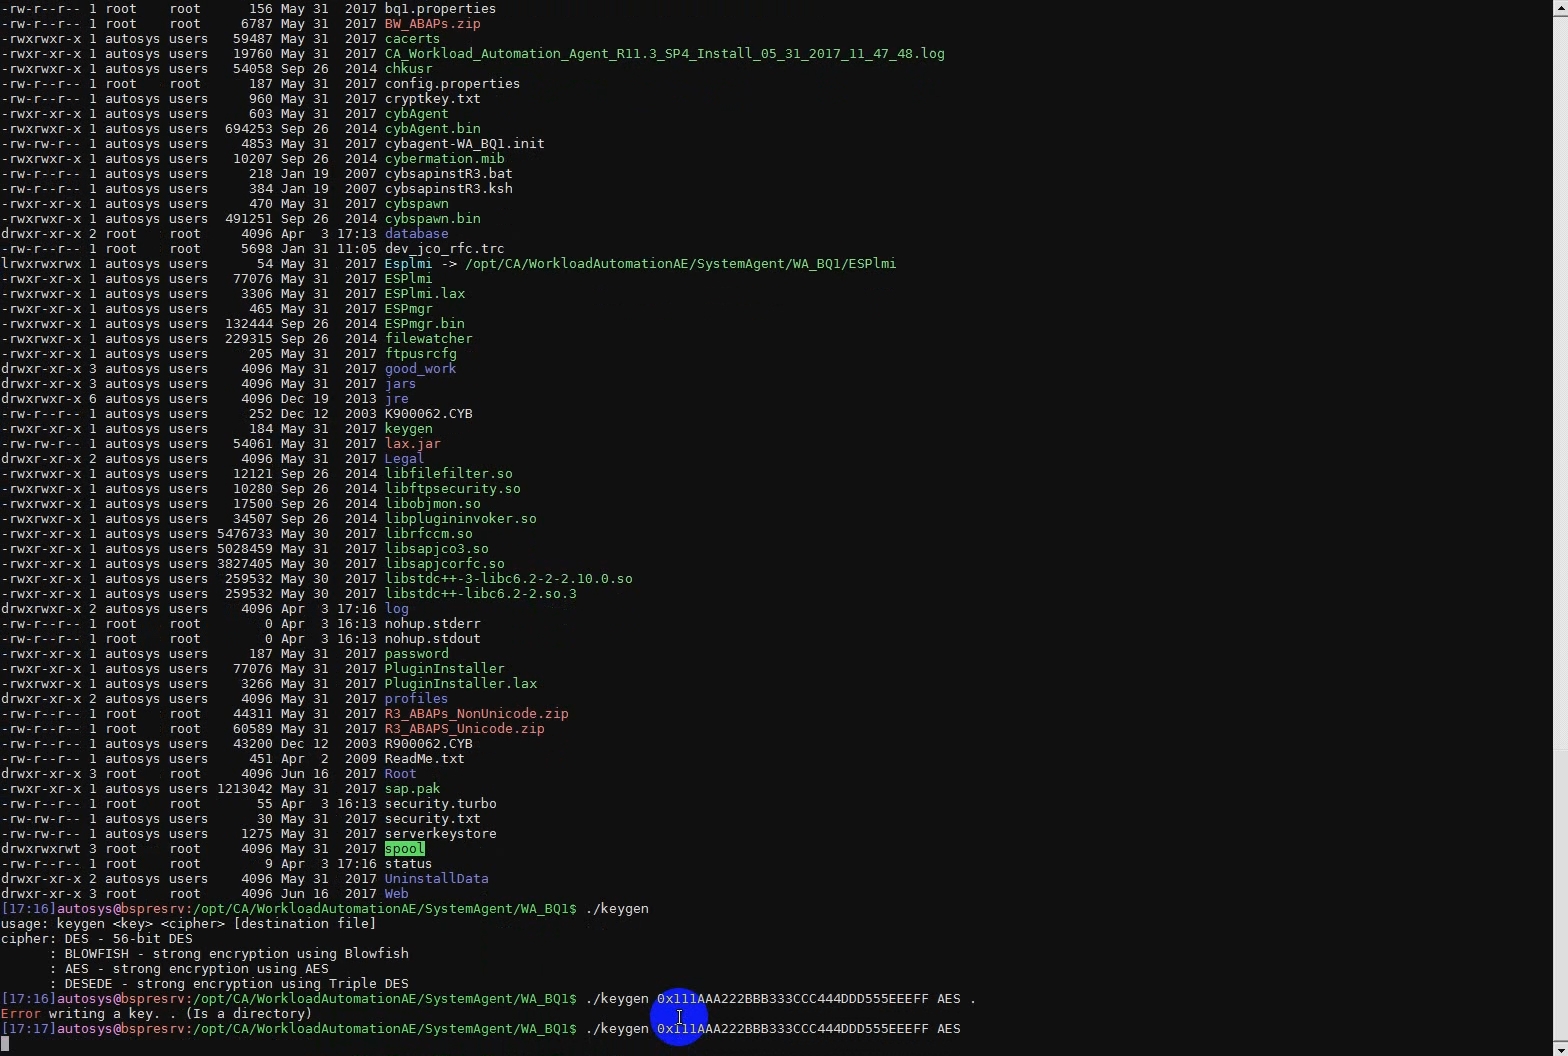 -rw-r--r-- 1 root    root      156 May 31  2017 bq1.properties
-rw-r--r-- 1 root    root     6787 May 31  2017 BW_ABAPs.zip
-rwxrwxr-x 1 autosys users   59487 May 31  2017 cacerts
-rwxrwxr-x 1 autosys users   19760 May 31  2017 CA_Workload_Automation_Agent_R11.3_SP4_Install_05_31_2017_11_47_48.log
-rwxrwxr-x 1 autosys users   54058 Sep 26  2014 chkusr
-rw-r--r-- 1 root    root      187 May 31  2017 config.properties
-rw-r--r-- 1 autosys users     960 May 31  2017 cryptkey.txt
-rwxr-xr-x 1 autosys users     603 May 31  2017 cybAgent
-rwxrwxr-x 1 autosys users  694253 Sep 26  2014 cybAgent.bin
-rw-rw-r-- 1 autosys users    4853 May 31  2017 cybagent-WA_BQ1.init
-rwxrwxr-x 1 autosys users   10207 Sep 26  2014 cybermation.mib
-rw-r--r-- 1 autosys users     218 Jan 19  2007 cybsapinstR3.bat
-rw-r--r-- 1 autosys users     384 Jan 19  2007 cybsapinstR3.ksh
-rwxr-xr-x 1 autosys users     470 May 31  2017 cybspawn
-rwxrwxr-x 1 autosys users  491251 Sep 26  2014 cybspawn.bin
drwxr-xr-x 2 root    root     4096 Apr  3 17:13 database
-rw-r--r-- 1 root    root     5698 Jan 31 11:05 dev_jco_rfc.trc
lrwxrwxrwx 1 autosys users      54 May 31  2017 Esplmi -> /opt/CA/WorkloadAutomationAE/SystemAgent/WA_BQ1/ESPlmi
-rwxr-xr-x 1 autosys users   77076 May 31  2017 ESPlmi
-rwxrwxr-x 1 autosys users    3306 May 31  2017 ESPlmi.lax
-rwxr-xr-x 1 autosys users     465 May 31  2017 ESPmgr
-rwxrwxr-x 1 autosys users  132444 Sep 26  2014 ESPmgr.bin
-rwxrwxr-x 1 autosys users  229315 Sep 26  2014 filewatcher
-rwxr-xr-x 1 autosys users     205 May 31  2017 ftpusrcfg
drwxr-xr-x 3 autosys users    4096 May 31  2017 good_work
drwxr-xr-x 3 autosys users    4096 May 31  2017 jars
drwxrwxr-x 6 autosys users    4096 Dec 19  2013 jre
-rw-r--r-- 1 autosys users     252 Dec 12  2003 K900062.CYB
-rwxr-xr-x 1 autosys users     184 May 31  2017 keygen
-rw-rw-r-- 1 autosys users   54061 May 31  2017 lax.jar
drwxr-xr-x 2 autosys users    4096 May 31  2017 Legal
-rwxrwxr-x 1 autosys users   12121 Sep 26  2014 libfilefilter.so
-rwxrwxr-x 1 autosys users   10280 Sep 26  2014 libftpsecurity.so
-rwxrwxr-x 1 autosys users   17500 Sep 26  2014 libobjmon.so
-rwxrwxr-x 1 autosys users   34507 Sep 26  2014 libplugininvoker.so
-rwxr-xr-x 1 autosys users 5476733 May 30  2017 librfccm.so
-rwxr-xr-x 1 autosys users 5028459 May 31  2017 libsapjco3.so
-rwxr-xr-x 1 autosys users 3827405 May 30  2017 libsapjcorfc.so
-rwxr-xr-x 1 autosys users  259532 May 30  2017 libstdc++-3-libc6.2-2-2.10.0.so
-rwxr-xr-x 1 autosys users  259532 May 30  2017 libstdc++-libc6.2-2.so.3
drwxrwxr-x 2 autosys users    4096 Apr  3 17:16 log
-rw-r--r-- 1 root    root        0 Apr  3 16:13 nohup.stderr
-rw-r--r-- 1 root    root        0 Apr  3 16:13 nohup.stdout
-rwxr-xr-x 1 autosys users     187 May 31  2017 password
-rwxr-xr-x 1 autosys users   77076 May 31  2017 PluginInstaller
-rwxrwxr-x 1 autosys users    3266 May 31  2017 PluginInstaller.lax
drwxr-xr-x 2 autosys users    4096 May 31  2017 profiles
-rw-r--r-- 1 root    root    44311 May 31  2017 R3_ABAPs_NonUnicode.zip
-rw-r--r-- 1 root    root    60589 May 31  2017 R3_ABAPS_Unicode.zip
-rw-r--r-- 1 autosys users   43200 Dec 12  2003 R900062.CYB
-rw-r--r-- 1 autosys users     451 Apr  2  2009 ReadMe.txt
drwxr-xr-x 3 root    root     4096 Jun 16  2017 Root
-rwxr-xr-x 1 autosys users 1213042 May 31  2017 sap.pak
-rw-r--r-- 1 root    root       55 Apr  3 16:13 security.turbo
-rw-r--r-- 1 autosys users      30 May 31  2017 security.txt
-rw-rw-r-- 1 autosys users    1275 May 31  2017 serverkeystore
drwxrwxrwt 3 root    root     4096 May 31  2017 spool
-rw-r--r-- 1 root    root        9 Apr  3 17:16 status
drwxr-xr-x 2 autosys users    4096 May 31  2017 UninstallData
drwxr-xr-x 3 root    root     4096 Jun 16  2017 Web
[17:16]autosys@bspresrv:/opt/CA/WorkloadAutomationAE/SystemAgent/WA_BQ1$ ./keygen
usage: keygen <key> <cipher> [destination file]
cipher: DES - 56-bit DES
      : BLOWFISH - strong encryption using Blowfish
      : AES - strong encryption using AES
      : DESEDE - strong encryption using Triple DES
[17:16]autosys@bspresrv:/opt/CA/WorkloadAutomationAE/SystemAgent/WA_BQ1$ ./keygen 0x111AAA222BBB333CCC444DDD555EEEFF AES .
Error writing a key. . (Is a directory)
[17:17]autosys@bspresrv:/opt/CA/WorkloadAutomationAE/SystemAgent/WA_BQ1$ ./keygen 0x111AAA222BBB333CCC444DDD555EEEFF AES